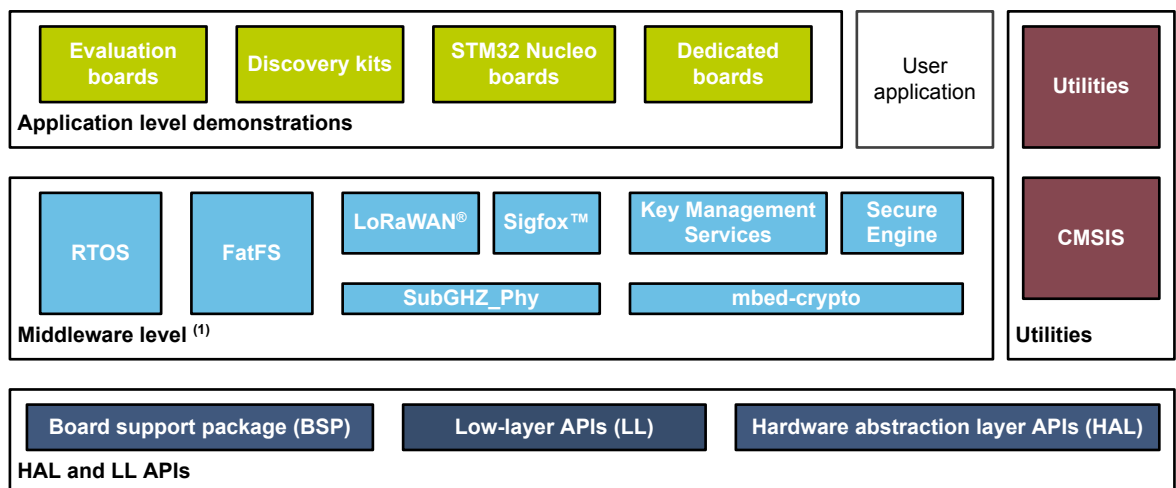 Evaluation
boards
Discovery kits
STM32 Nucleo
boards
Dedicated
boards
Application level demonstrations
User
application
Utilities
RTOS
FatFS
LoRaWAN®
Sigfox™
Key Management
Services
Secure
Engine
SubGHZ_Phy
mbed-crypto
Middleware level (1)
CMSIS
Utilities
Board support package (BSP)
Low-layer APIs (LL)
Hardware abstraction layer APIs (HAL)
HAL and LL APIs